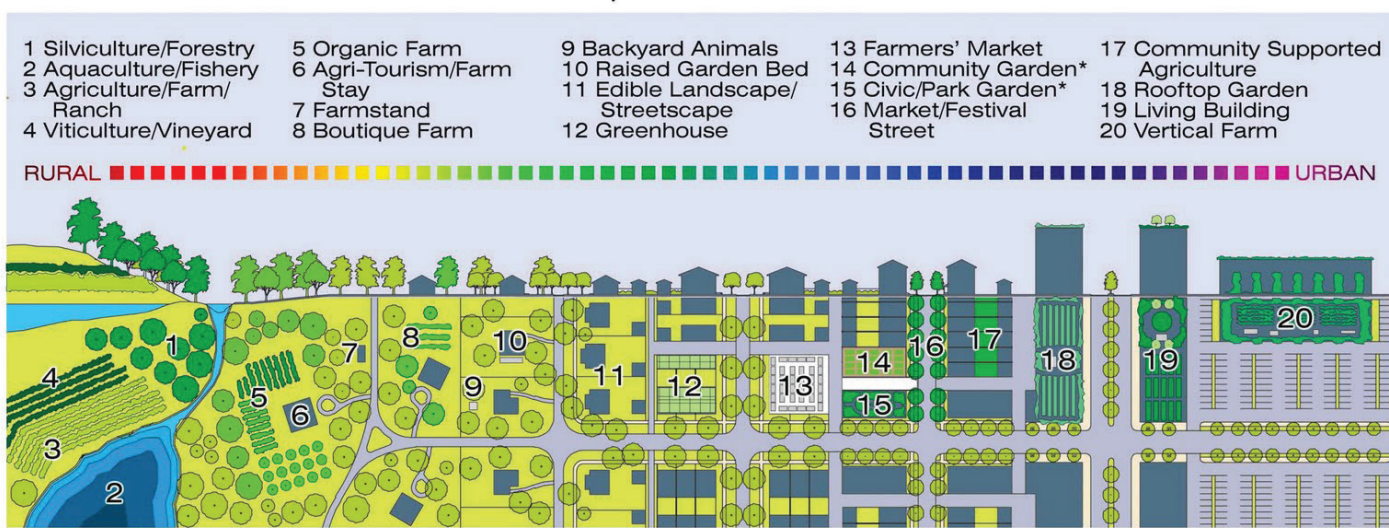 1 Silviculture/Forestry
2 Aquaculture/Fishery
3 Agriculture/Farm/
Ranch
4 Viticulture/Vineyard
5 Organic Farm
6 Agri-Tourism/Farm
Stay
7 Farmstand
8 Boutique Farm
9 Backyard Animals
10 Raised Garden Bed
11 Edible Landscape/
Streetscape
12 Greenhouse
13 Farmers' Market
14 Community Garden*
15 Civic/Park Garden*
16 Market/Festival
Street
17 Community Supported
Agriculture
18 Rooftop Garden
19 Living Building
20 Vertical Farm
RURAL
URBAN
1
2
3
4
5
6
7
8
9
10
11
12
13
14
15
16
17
18
19
20